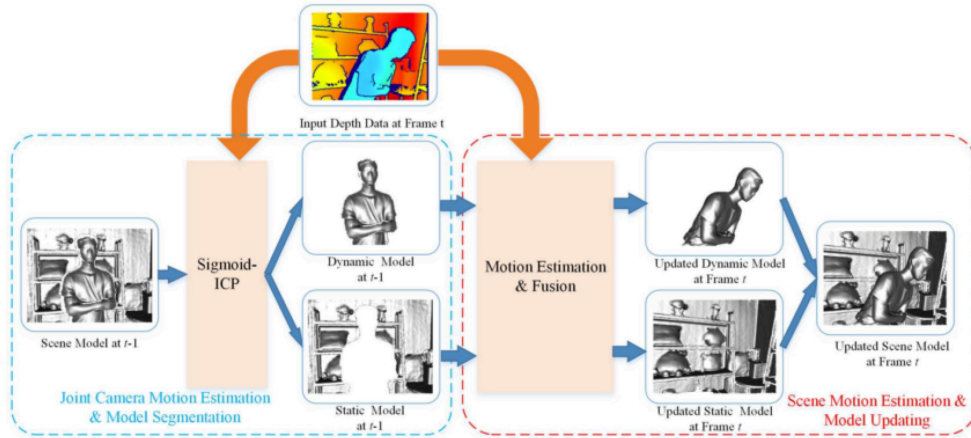 Input Depth Data at Frame t
Sigmoid-
ICP
Scene Model at t-1
Dynamic Model
at t-1
Static Model
at t-1
Joint Camera Motion Estimation
& Model Segmentation
Motion Estimation
& Fusion
Updated Dynamic Model
at Frame t
Updated Static Model
at Frame t
Updated Scene Model
at Frame t
Scene Motion Estimation &
Model Updating